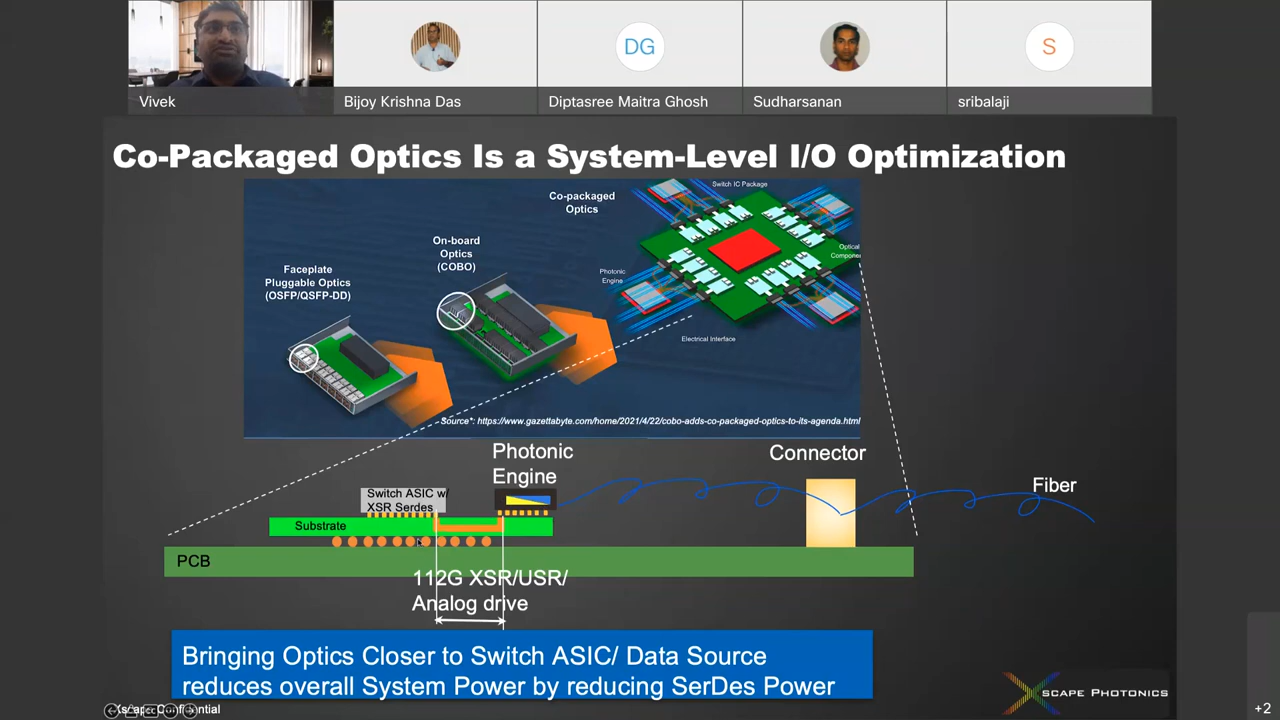 DG
S
Vivek
Bijoy Krishna Das
Diptasree Maitra Ghosh
Sudharsanan
sribalaji
Co-Packaged Optics Is a System-Level I/O Optimization
Switch IC Package
Co-packaged
Optics
On-board
Optics
(COBO)
Optical
Photonic
Engine
Faceplate
Pluggable Optics
(OSFP/QSFP-DD)
Electrical Interface
Source*: https://www.gazettabyte.com/home/2021/4/22/cobo-adds-co-packaged-optics-to-its-agenda.html
Photonic
Engine
Connector
Fiber
Switch ASIC w/
XSR Serdes
Substrate
PCB
112G XSR/USR/
Analog drive
Bringing Optics Closer to Switch ASIC/ Data Source
reduces overall System Power by reducing SerDes Power
XSCAPE PHOTONICS
Xscape Confidential
+2